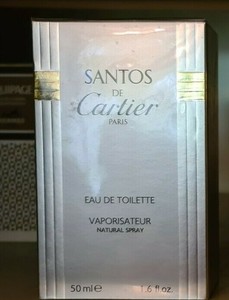 SANTOS
DE
Cartier
PARIS
EAU DE TOILETTE
VAPORISATEUR
NATURAL SPRAY
50 ml e 1.6 fl.oz.